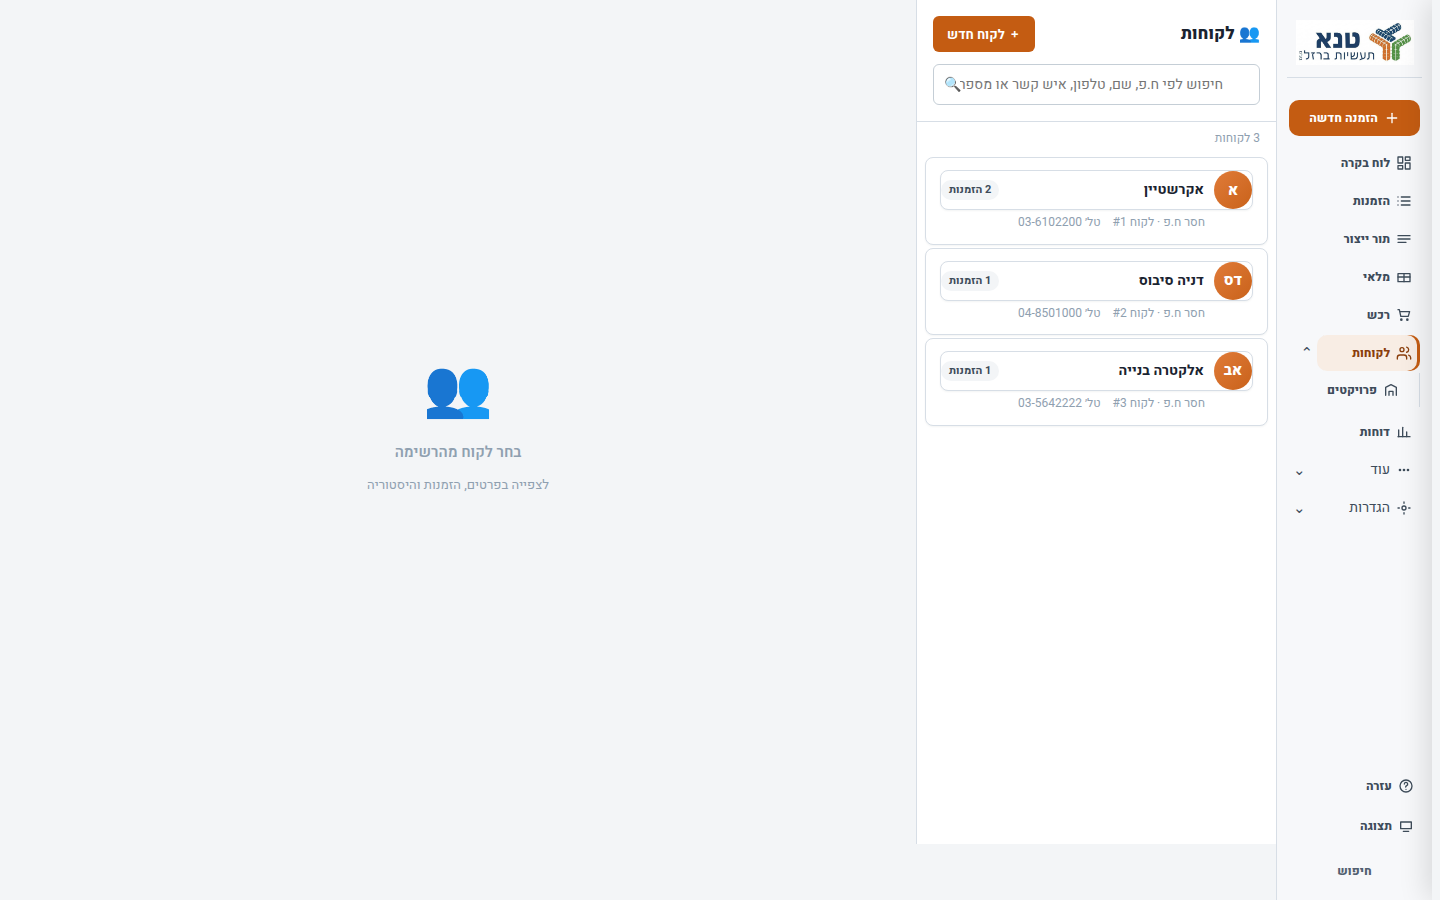 טנא
תעשיות ברזל
הזמנה חדשה
לוח בקרה
הזמנות
תור ייצור
מלאי
רכש
לקוחות
פרויקטים
דוחות
עוד
הגדרות
עזרה
תצוגה
חיפוש
👥 לקוחות
+ לקוח חדש
חיפוש לפי ח.פ, שם, טלפון, איש קשר או מספר
3 לקוחות
א
אקרשטיין
2 הזמנות
חסר ח.פ · לקוח #1 טל' 03-6102200
דס
דניה סיבוס
1 הזמנות
חסר ח.פ · לקוח #2 טל' 04-8501000
אב
אלקטרה בנייה
1 הזמנות
חסר ח.פ · לקוח #3 טל' 03-5642222
בחר לקוח מהרשימה
לצפייה בפרטים, הזמנות והיסטוריה